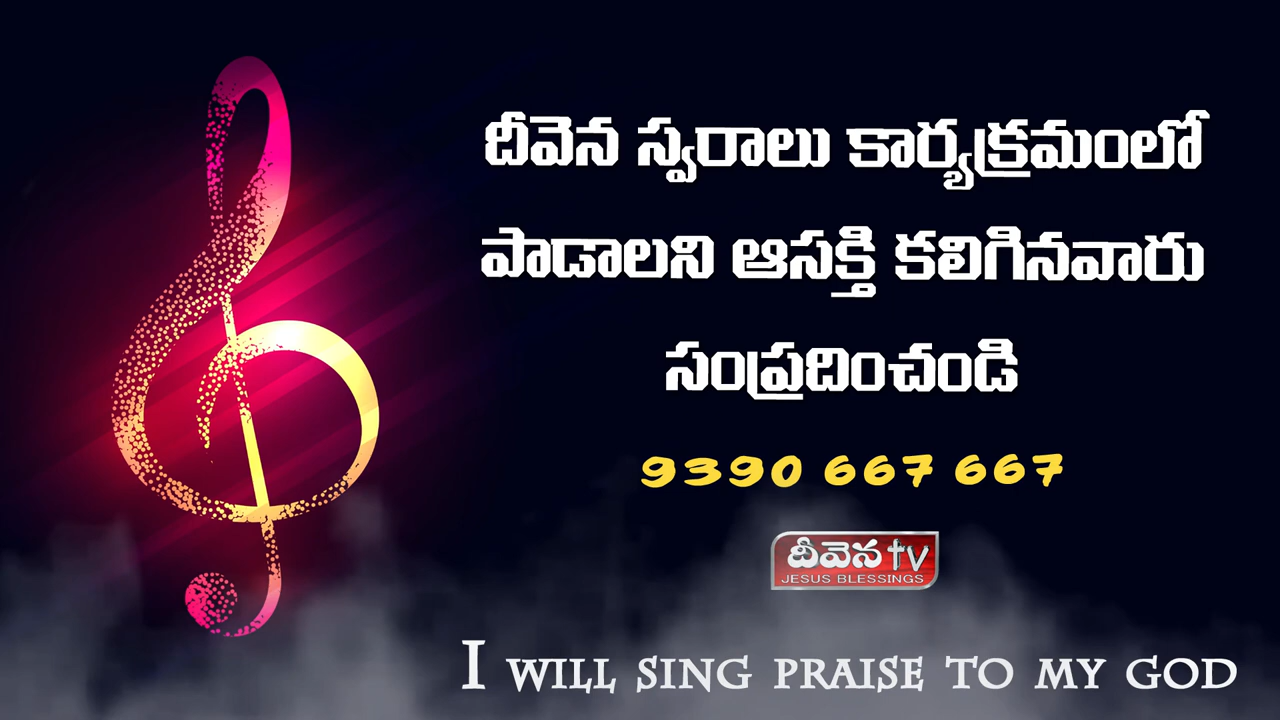 దీవెన స్వరాలు కార్యక్రమంలో
పాడాలని ఆసక్తి కలిగినవారు
సంప్రదించండి
9390 667 667
దీవెన tv
JESUS BLESSINGS
I WILL SING PRAISE TO MY GOD